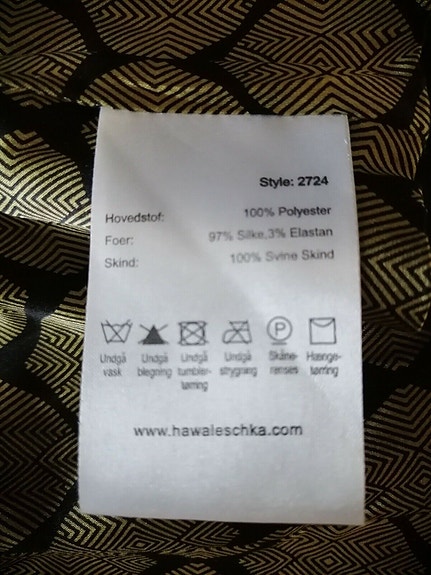 Style: 2724
Hovedstof: 100% Polyester
Foer: 97% Silke,3% Elastan
Skind: 100% Svine Skind
P
Undgå Undgå Undgå Undgå Skåne- Hænge-
vask blegning tumbler- strygning renses tørring
tørring
www.hawaleschka.com